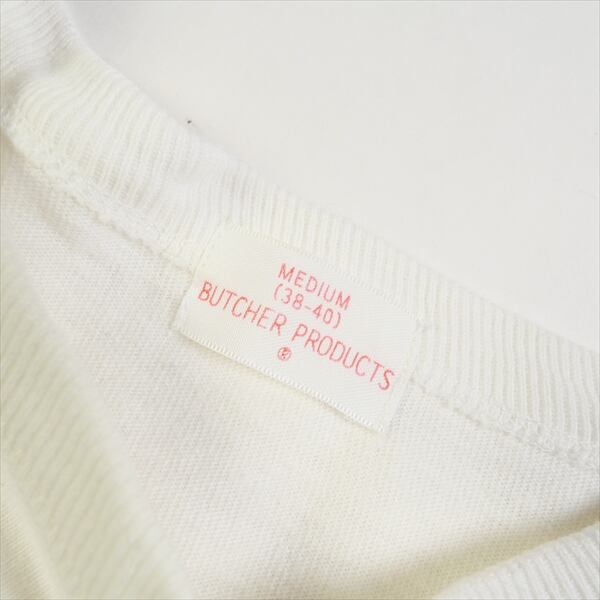 MEDIUM
(38-40)
BUTCHER PRODUCTS
®